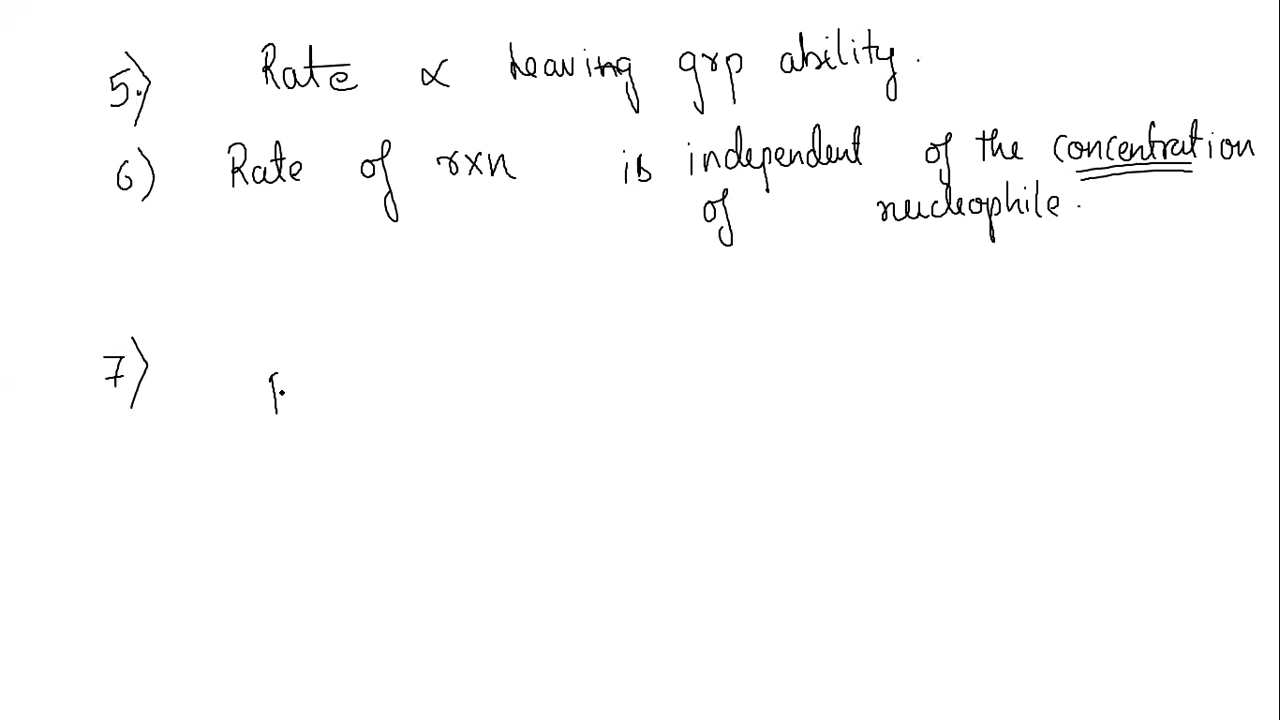 5.) Rate ∝ Leaving grp ability.
6) Rate of rxn is independent of the concentration
of nucleophile.
7)